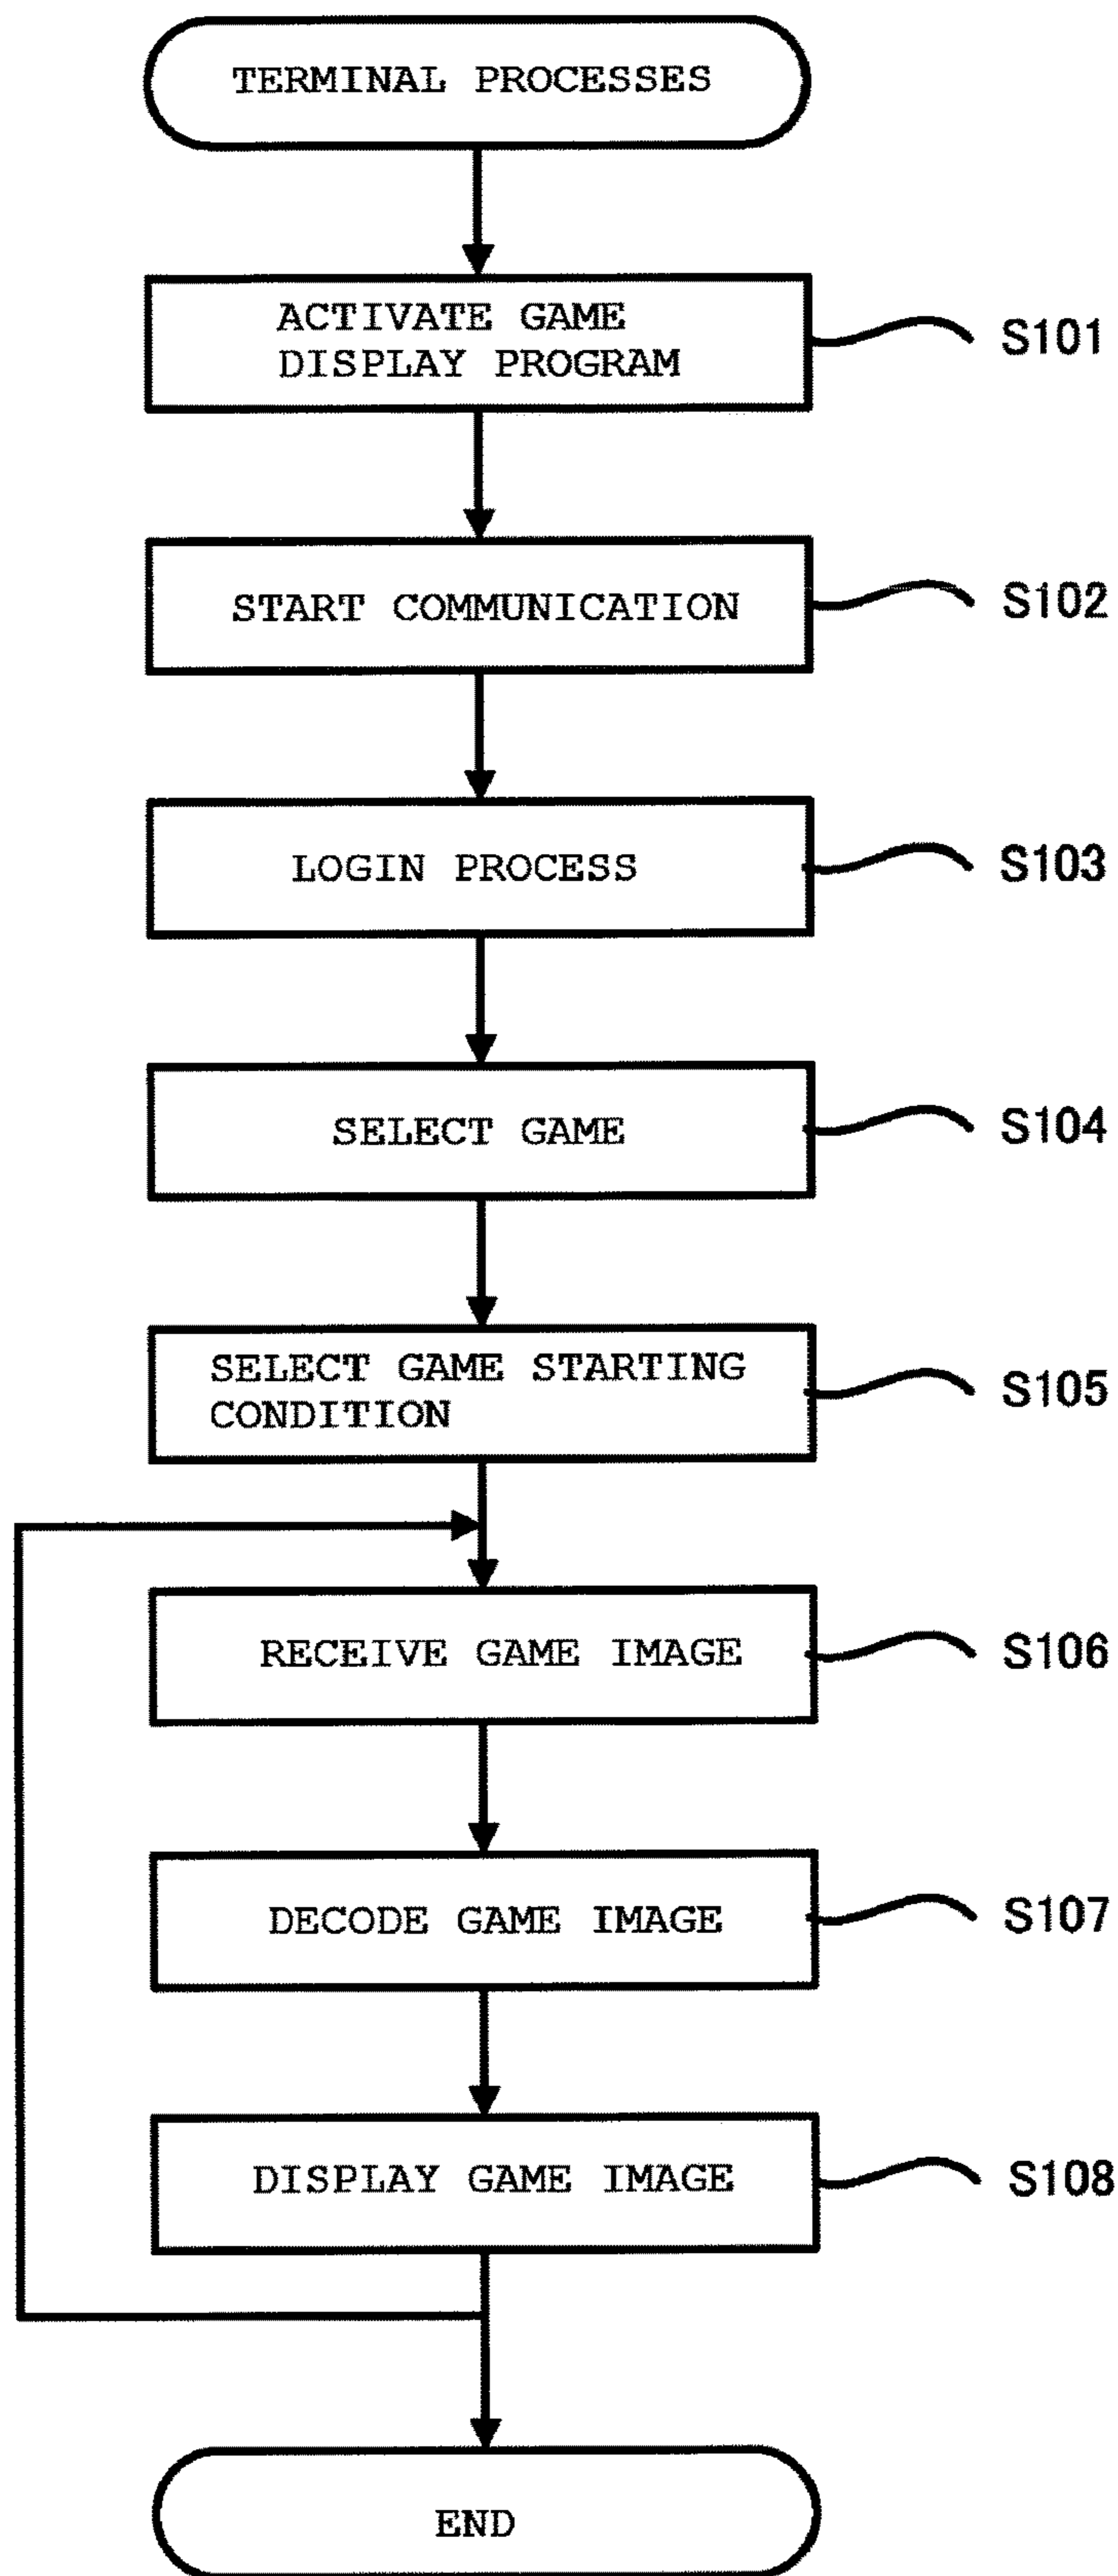 TERMINAL PROCESSES
ACTIVATE GAME
DISPLAY PROGRAM
S101
START COMMUNICATION
S102
LOGIN PROCESS
S103
SELECT GAME
S104
SELECT GAME STARTING
CONDITION
S105
RECEIVE GAME IMAGE
S106
DECODE GAME IMAGE
S107
DISPLAY GAME IMAGE
S108
END